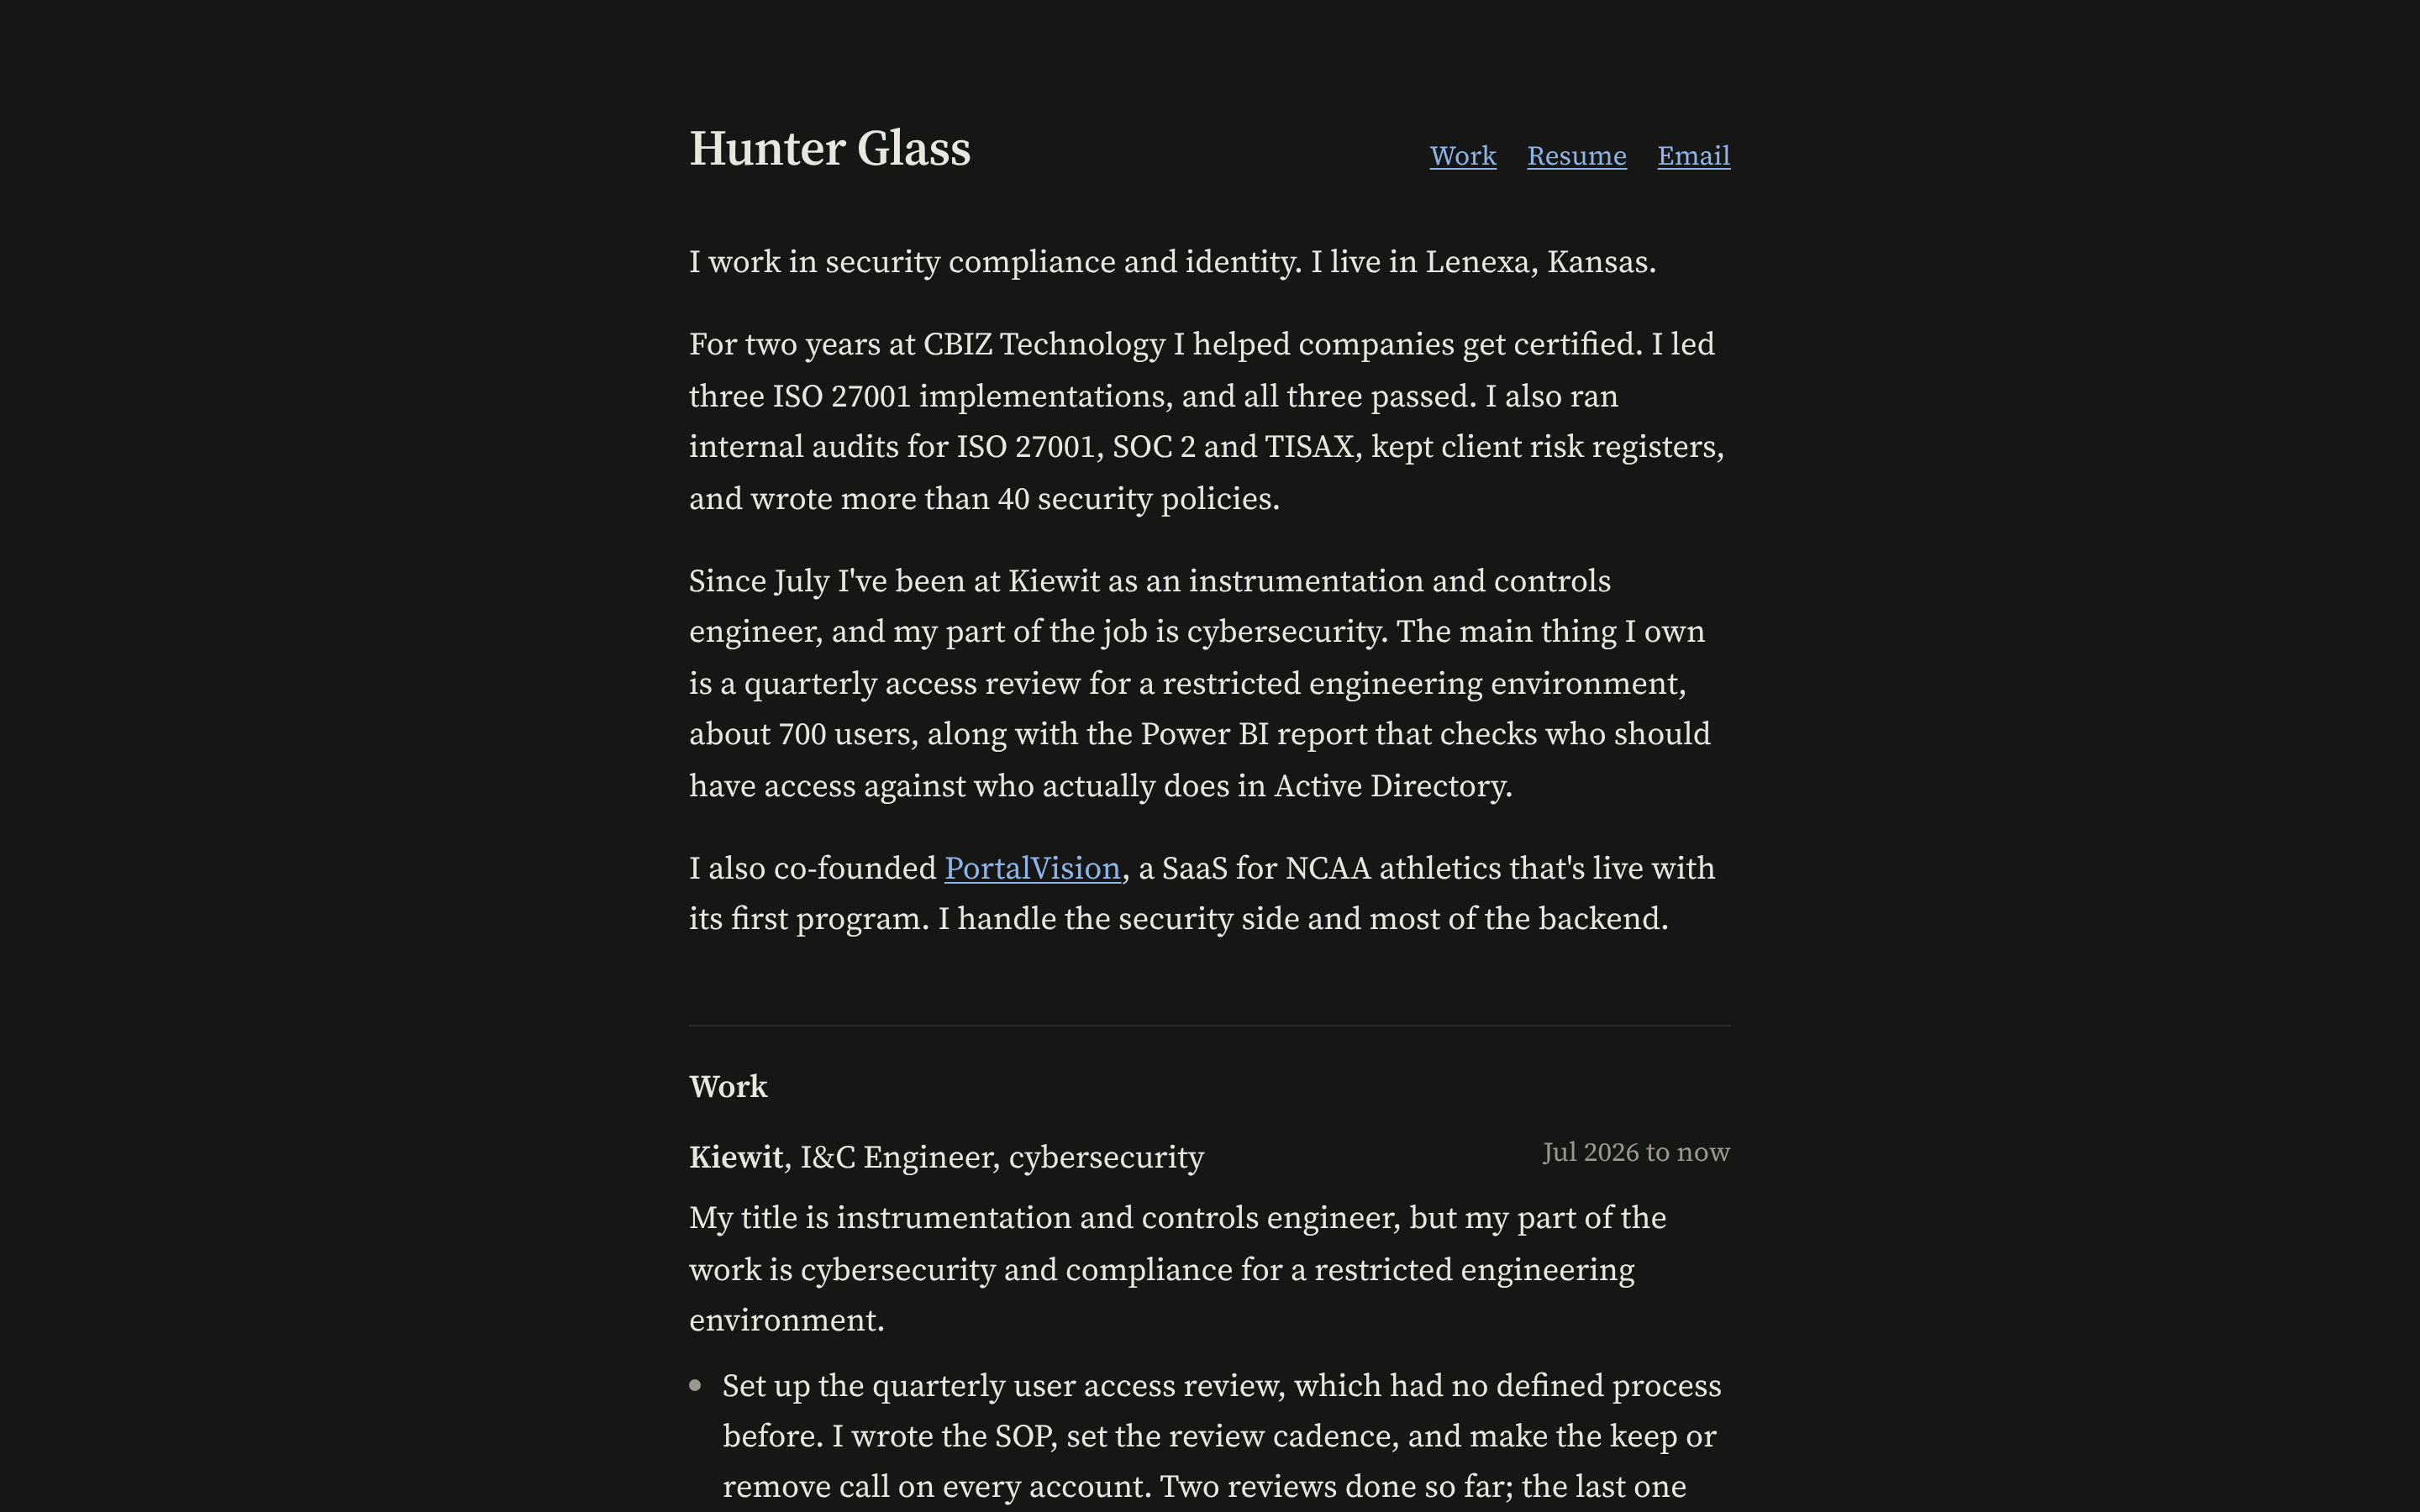 Hunter Glass
Work Resume Email
I work in security compliance and identity. I live in Lenexa, Kansas.
For two years at CBIZ Technology I helped companies get certified. I led
three ISO 27001 implementations, and all three passed. I also ran
internal audits for ISO 27001, SOC 2 and TISAX, kept client risk registers,
and wrote more than 40 security policies.
Since July I've been at Kiewit as an instrumentation and controls
engineer, and my part of the job is cybersecurity. The main thing I own
is a quarterly access review for a restricted engineering environment,
about 700 users, along with the Power BI report that checks who should
have access against who actually does in Active Directory.
I also co-founded PortalVision, a SaaS for NCAA athletics that's live with
its first program. I handle the security side and most of the backend.
Work
Kiewit, I&C Engineer, cybersecurity
Jul 2026 to now
My title is instrumentation and controls engineer, but my part of the
work is cybersecurity and compliance for a restricted engineering
environment.
• Set up the quarterly user access review, which had no defined process
before. I wrote the SOP, set the review cadence, and make the keep or
remove call on every account. Two reviews done so far; the last one